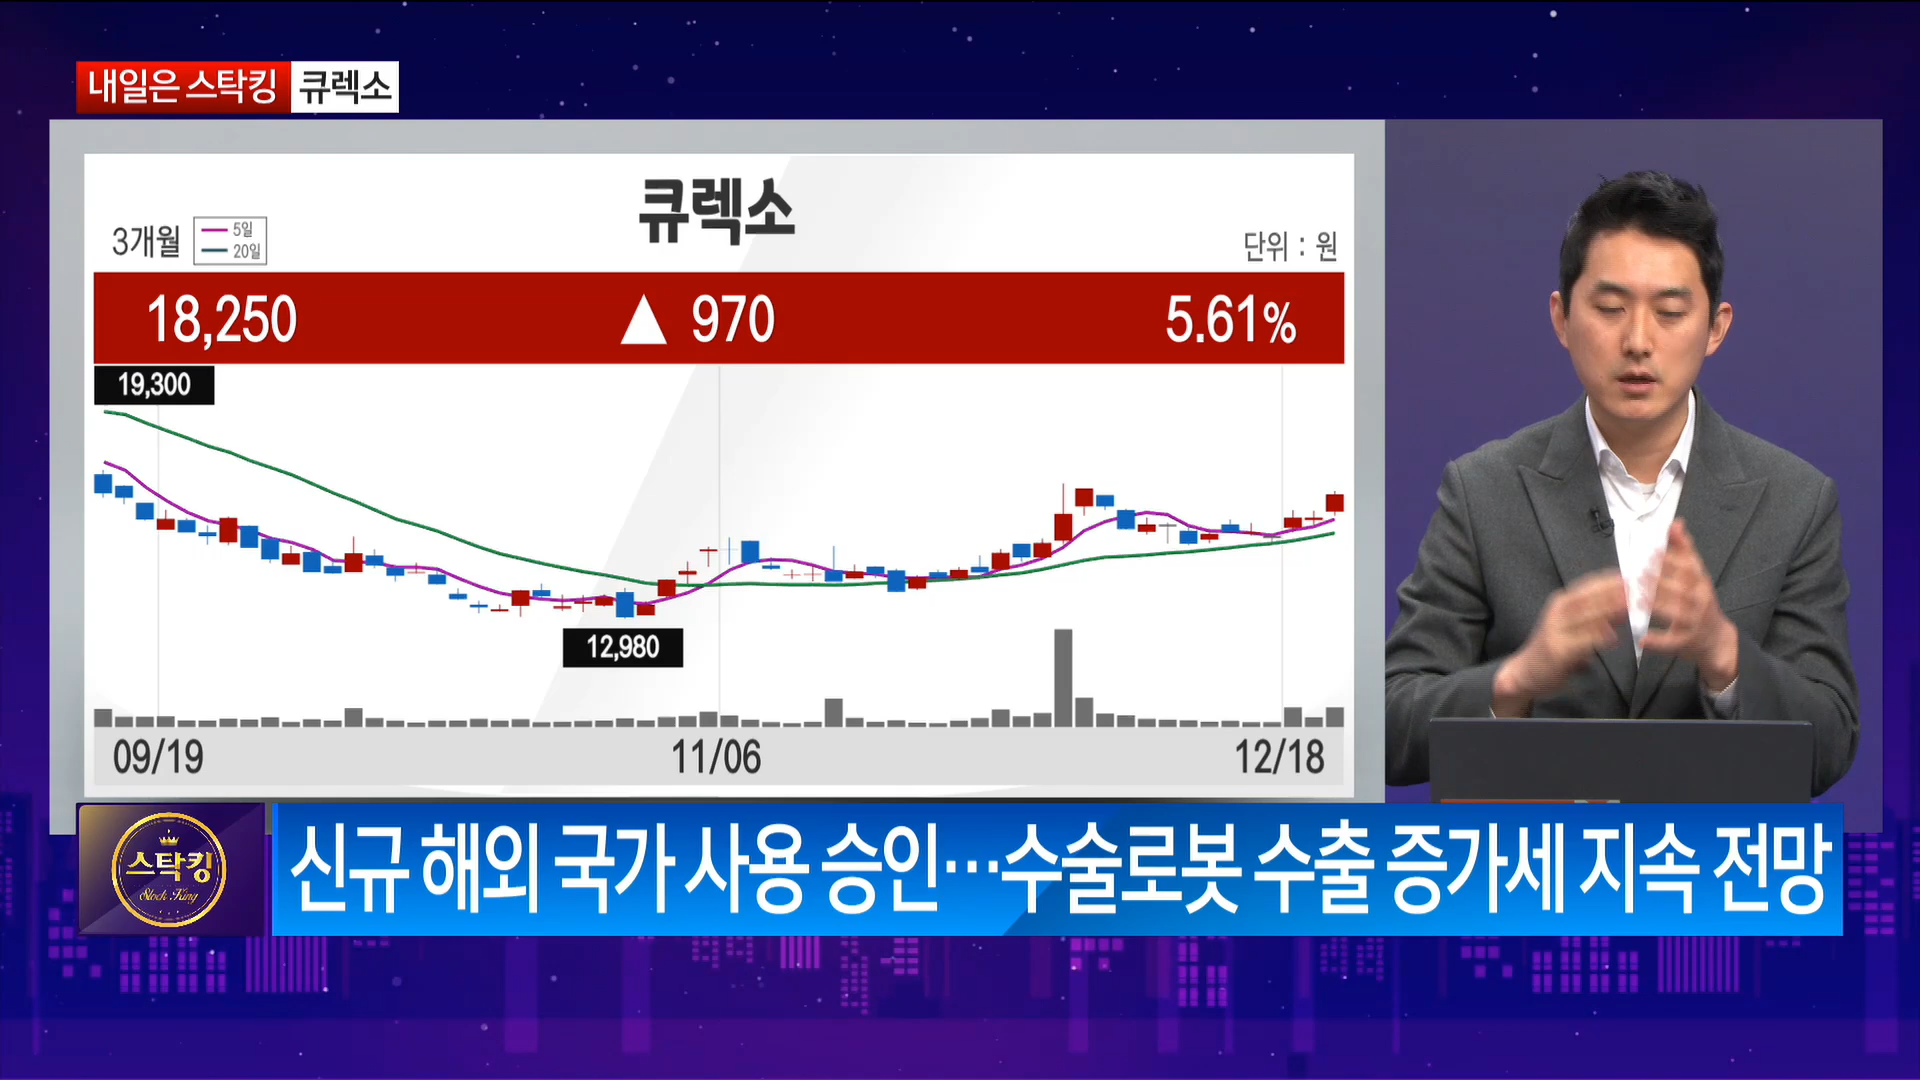 내일은 스탁킹 큐렉소
큐렉소
3개월
5일
20일
단위 : 원
18,250 ▲ 970 5.61%
19,300
12,980
09/19 11/06 12/18
스탁킹
Stock King
신규 해외 국가 사용 승인…수술로봇 수출 증가세 지속 전망